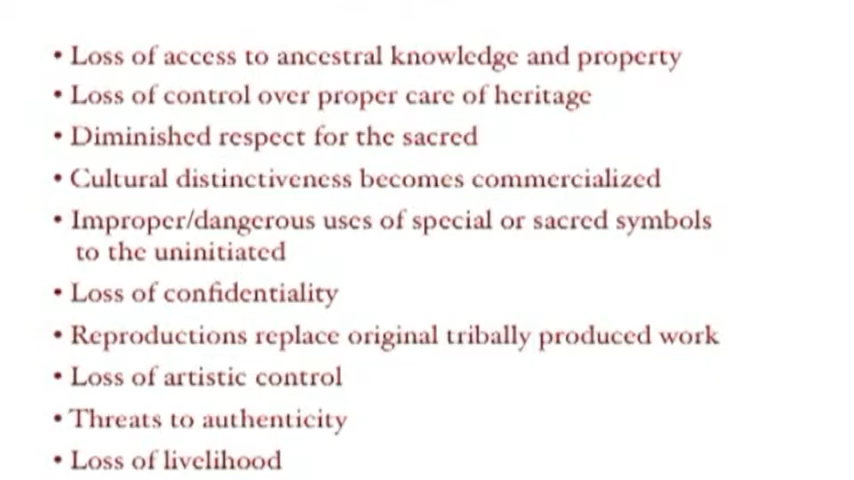 • Loss of access to ancestral knowledge and property
• Loss of control over proper care of heritage
• Diminished respect for the sacred
• Cultural distinctiveness becomes commercialized
• Improper/dangerous uses of special or sacred symbols
to the uninitiated
• Loss of confidentiality
• Reproductions replace original tribally produced work
• Loss of artistic control
• Threats to authenticity
• Loss of livelihood